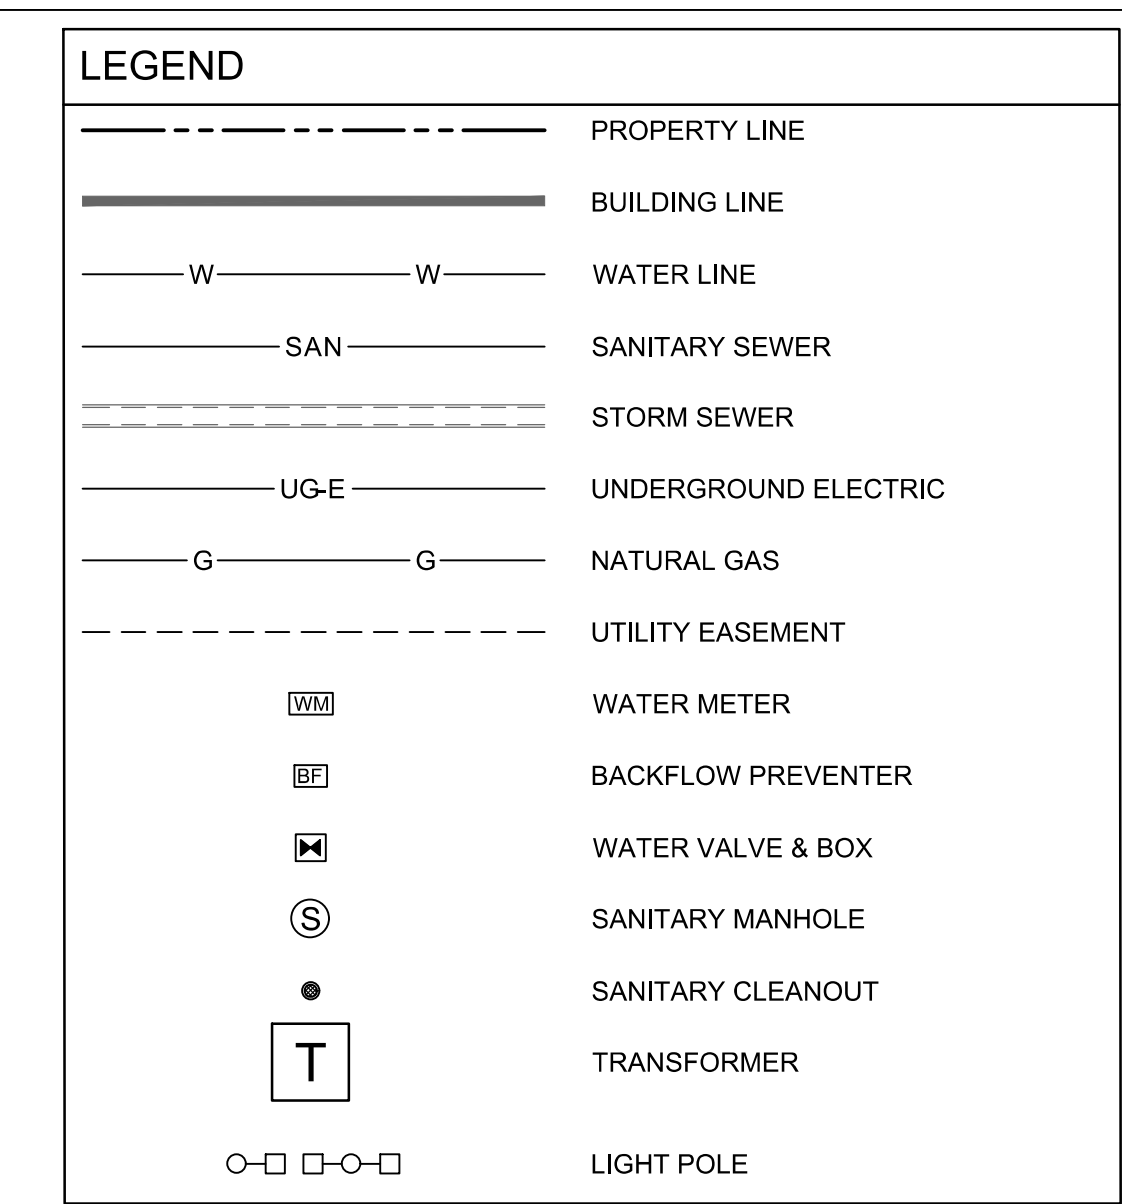 LEGEND
PROPERTY LINE
BUILDING LINE
W W WATER LINE
SAN SANITARY SEWER
STORM SEWER
UG-E UNDERGROUND ELECTRIC
G G NATURAL GAS
UTILITY EASEMENT
WM WATER METER
BF BACKFLOW PREVENTER
WATER VALVE & BOX
S SANITARY MANHOLE
SANITARY CLEANOUT
T TRANSFORMER
LIGHT POLE